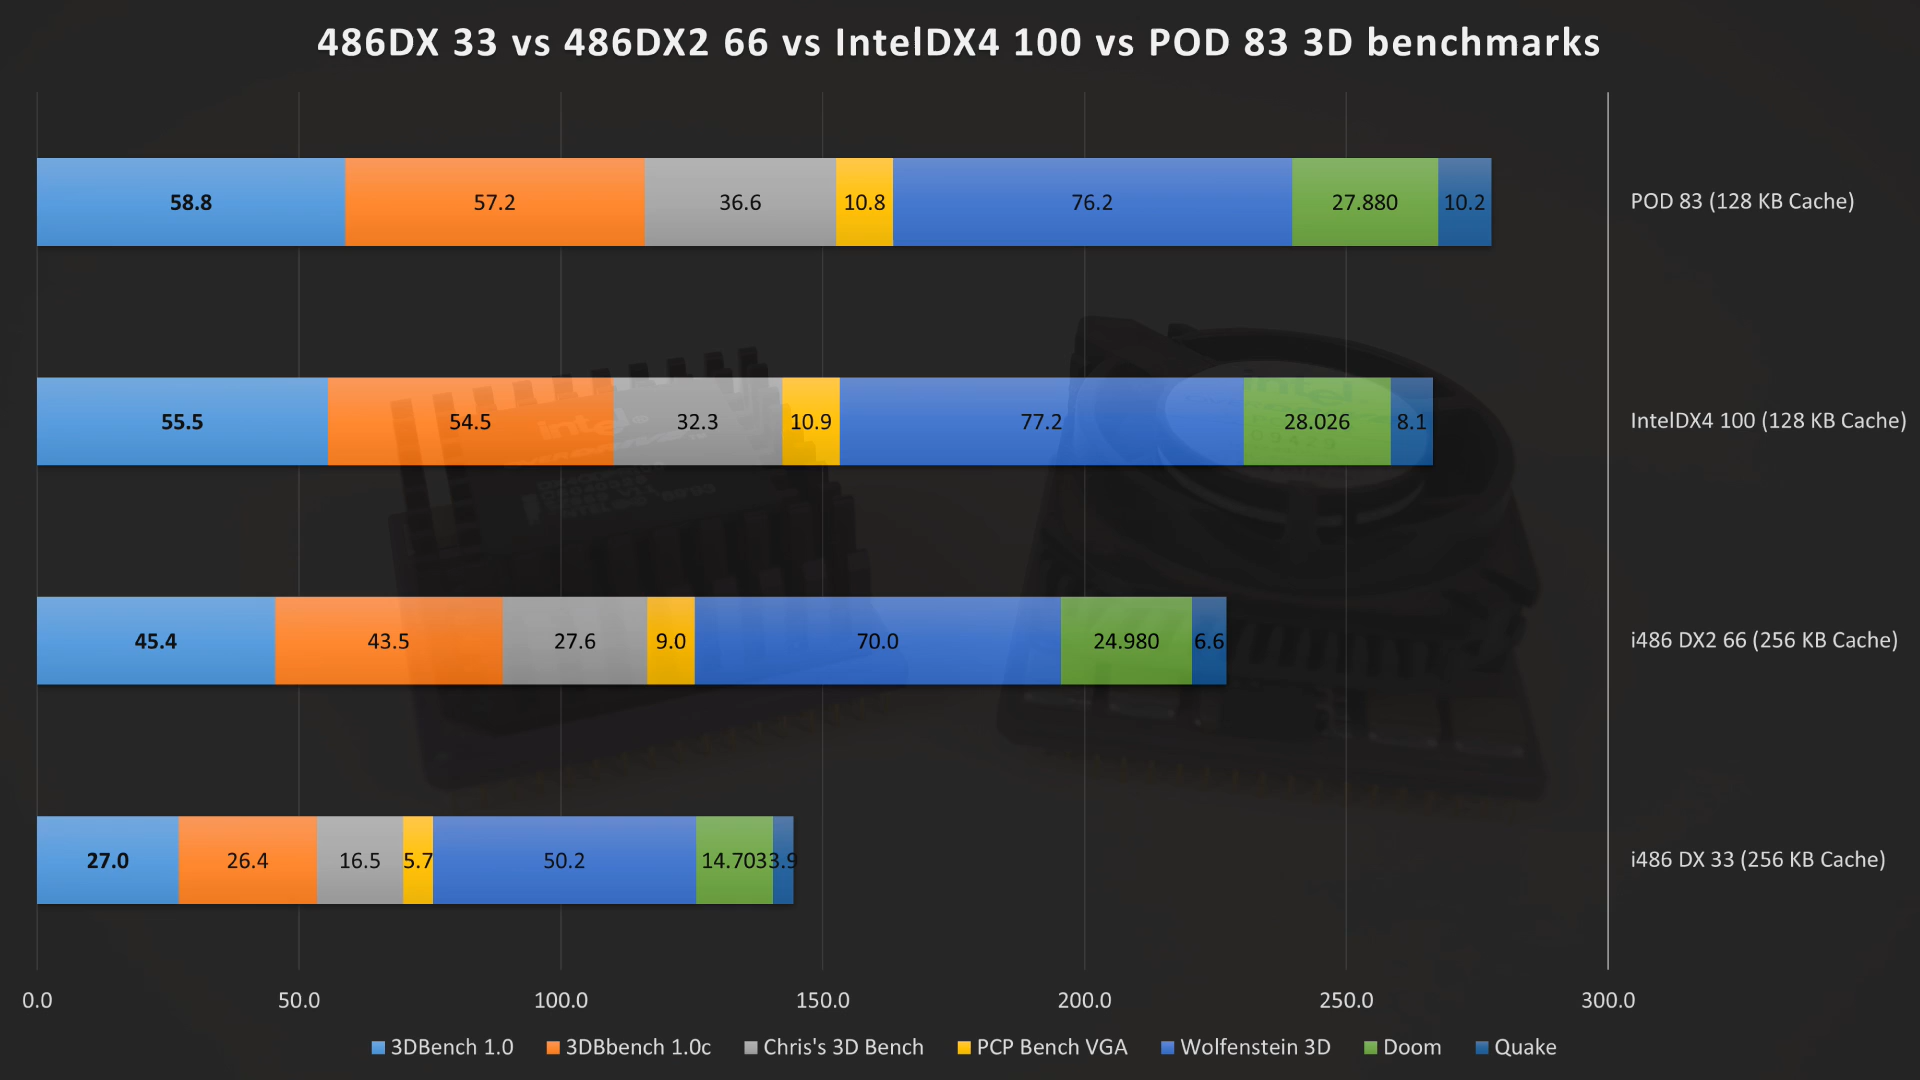 486DX 33 vs 486DX2 66 vs IntelDX4 100 vs POD 83 3D benchmarks
58.8 57.2 36.6 10.8 76.2 27.880 10.2 POD 83 (128 KB Cache)
55.5 54.5 32.3 10.9 77.2 28.026 8.1 IntelDX4 100 (128 KB Cache)
45.4 43.5 27.6 9.0 70.0 24.980 6.6 i486 DX2 66 (256 KB Cache)
27.0 26.4 16.5 5.7 50.2 14.703 3.9 i486 DX 33 (256 KB Cache)
0.0 50.0 100.0 150.0 200.0 250.0 300.0
3DBench 1.0 3DBbench 1.0c Chris's 3D Bench PCP Bench VGA Wolfenstein 3D Doom Quake